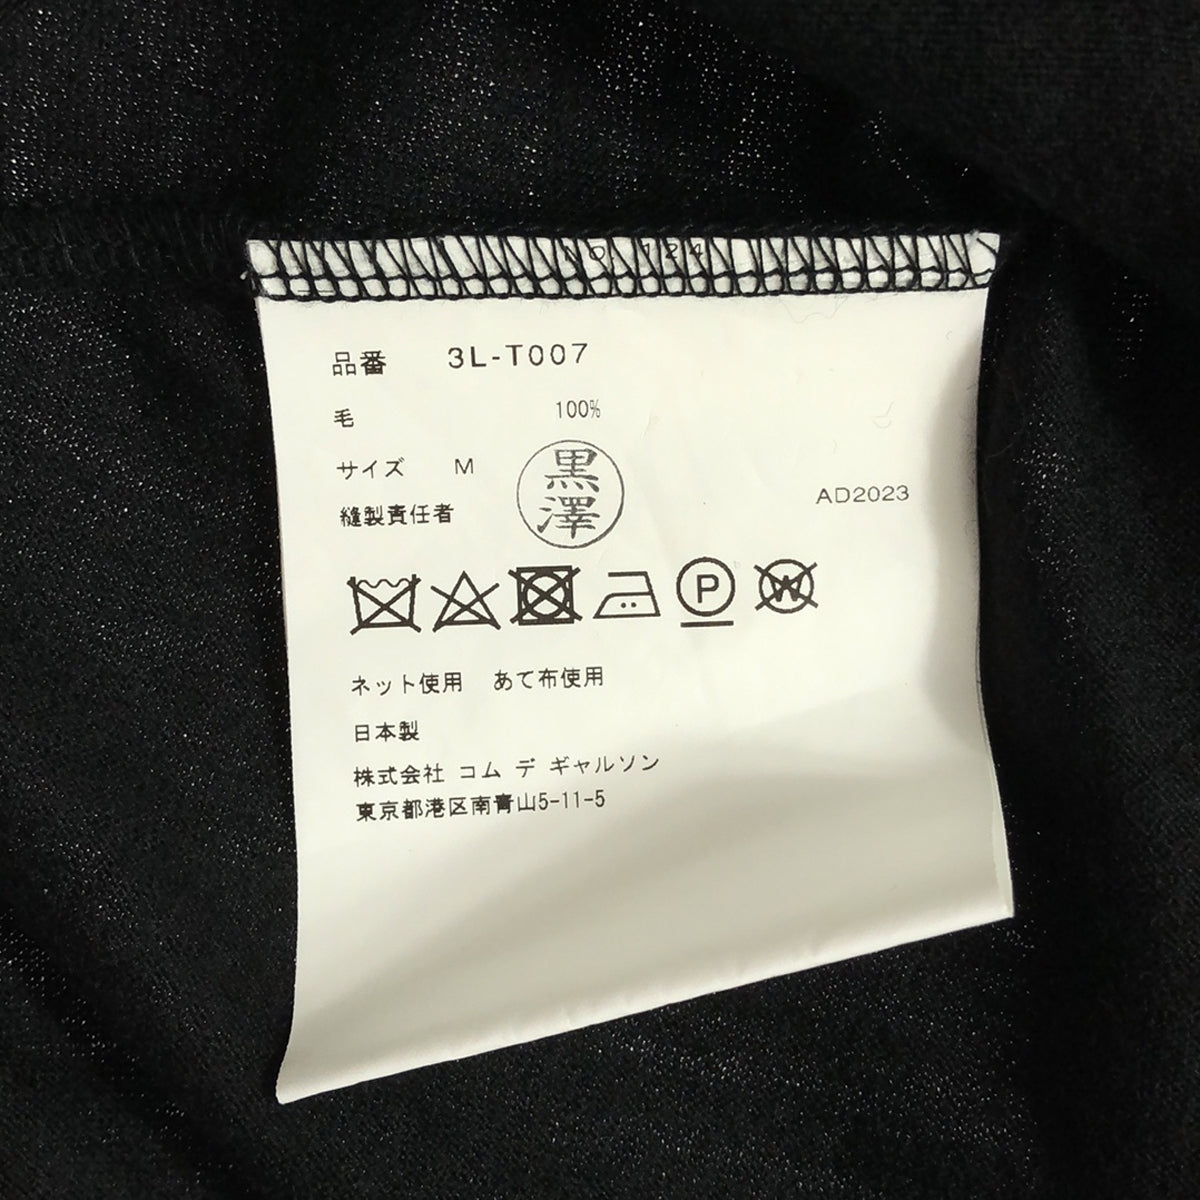 NO 124
品番 3L-T007
毛 100%
サイズ M
黒澤
縫製責任者
AD2023
P W
ネット使用 あて布使用
日本製
株式会社 コム デ ギャルソン
東京都港区南青山5-11-5